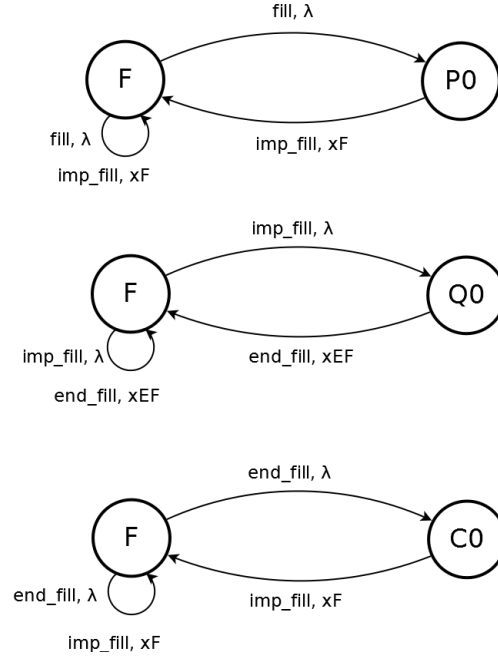 fill, λ
F
P0
fill, λ
imp_fill, xF
imp_fill, xF
imp_fill, λ
F
Q0
imp_fill, λ
end_fill, xEF
end_fill, xEF
end_fill, λ
F
C0
end_fill, λ
imp_fill, xF
imp_fill, xF